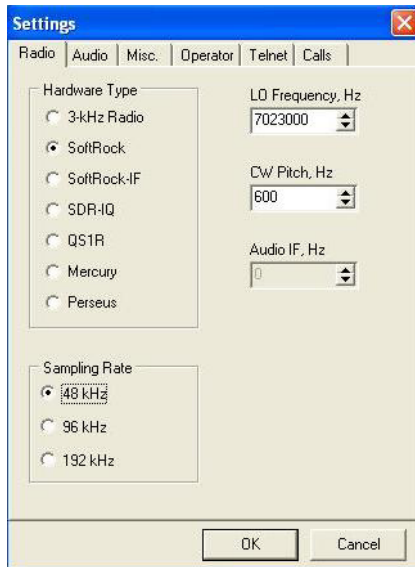 Settings
Radio Audio Misc. Operator Telnet Calls
Hardware Type
3-kHz Radio
SoftRock
SoftRock-IF
SDR-IQ
QS1R
Mercury
Perseus
LO Frequency, Hz
7023000
CW Pitch, Hz
600
Audio IF, Hz
0
Sampling Rate
48 kHz
96 kHz
192 kHz
OK Cancel